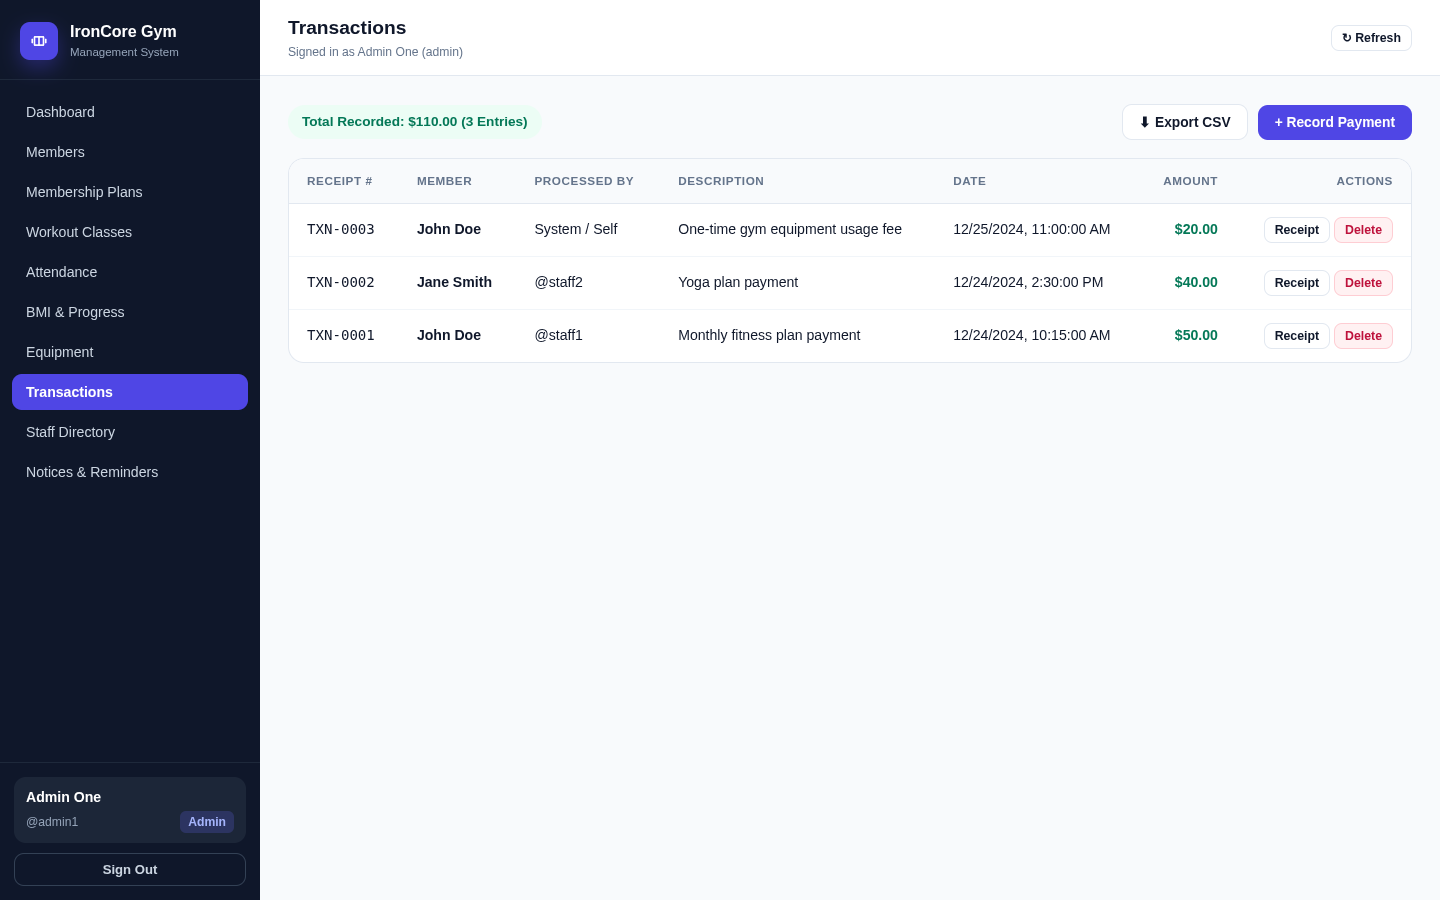 IronCore Gym
Management System
Dashboard
Members
Membership Plans
Workout Classes
Attendance
BMI & Progress
Equipment
Transactions
Staff Directory
Notices & Reminders
Admin One
@admin1 Admin
Sign Out
Transactions
Signed in as Admin One (admin)
↻ Refresh
Total Recorded: $110.00 (3 Entries)
⬇ Export CSV
+ Record Payment
RECEIPT # MEMBER PROCESSED BY DESCRIPTION DATE AMOUNT ACTIONS
TXN-0003 John Doe System / Self One-time gym equipment usage fee 12/25/2024, 11:00:00 AM $20.00 Receipt Delete
TXN-0002 Jane Smith @staff2 Yoga plan payment 12/24/2024, 2:30:00 PM $40.00 Receipt Delete
TXN-0001 John Doe @staff1 Monthly fitness plan payment 12/24/2024, 10:15:00 AM $50.00 Receipt Delete